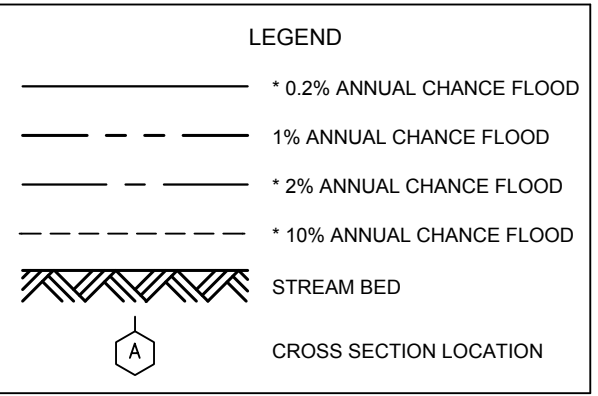 LEGEND
* 0.2% ANNUAL CHANCE FLOOD
1% ANNUAL CHANCE FLOOD
* 2% ANNUAL CHANCE FLOOD
* 10% ANNUAL CHANCE FLOOD
STREAM BED
A
CROSS SECTION LOCATION